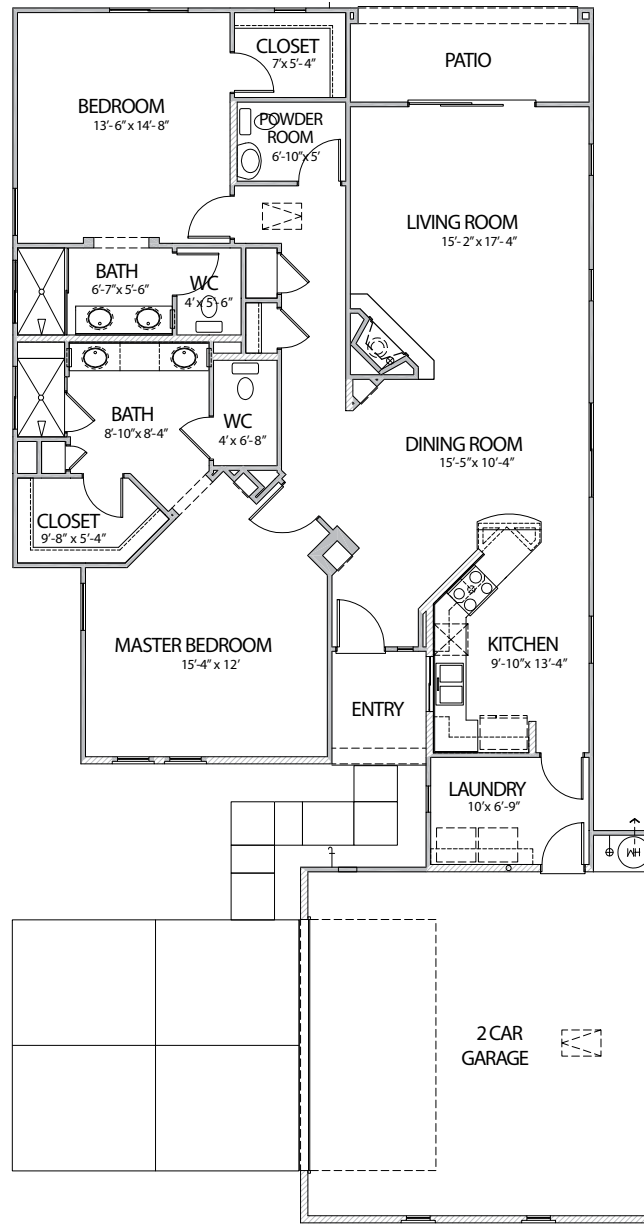 CLOSET
7'x 5'- 4"
PATIO
BEDROOM
13'- 6"x 14'- 8"
POWDER
ROOM
6'-10"x 5'
LIVING ROOM
15'- 2"x 17'- 4"
BATH
6'-7"x 5'-6"
WC
4'x 5'-6"
BATH
8'-10"x 8'-4"
WC
4'x 6'-8"
DINING ROOM
15'-5"x 10'-4"
CLOSET
9'-8" x 5'-4"
MASTER BEDROOM
15'-4" x 12'
KITCHEN
9'-10" x 13'-4"
ENTRY
LAUNDRY
10'x 6'-9"
WH
2 CAR
GARAGE